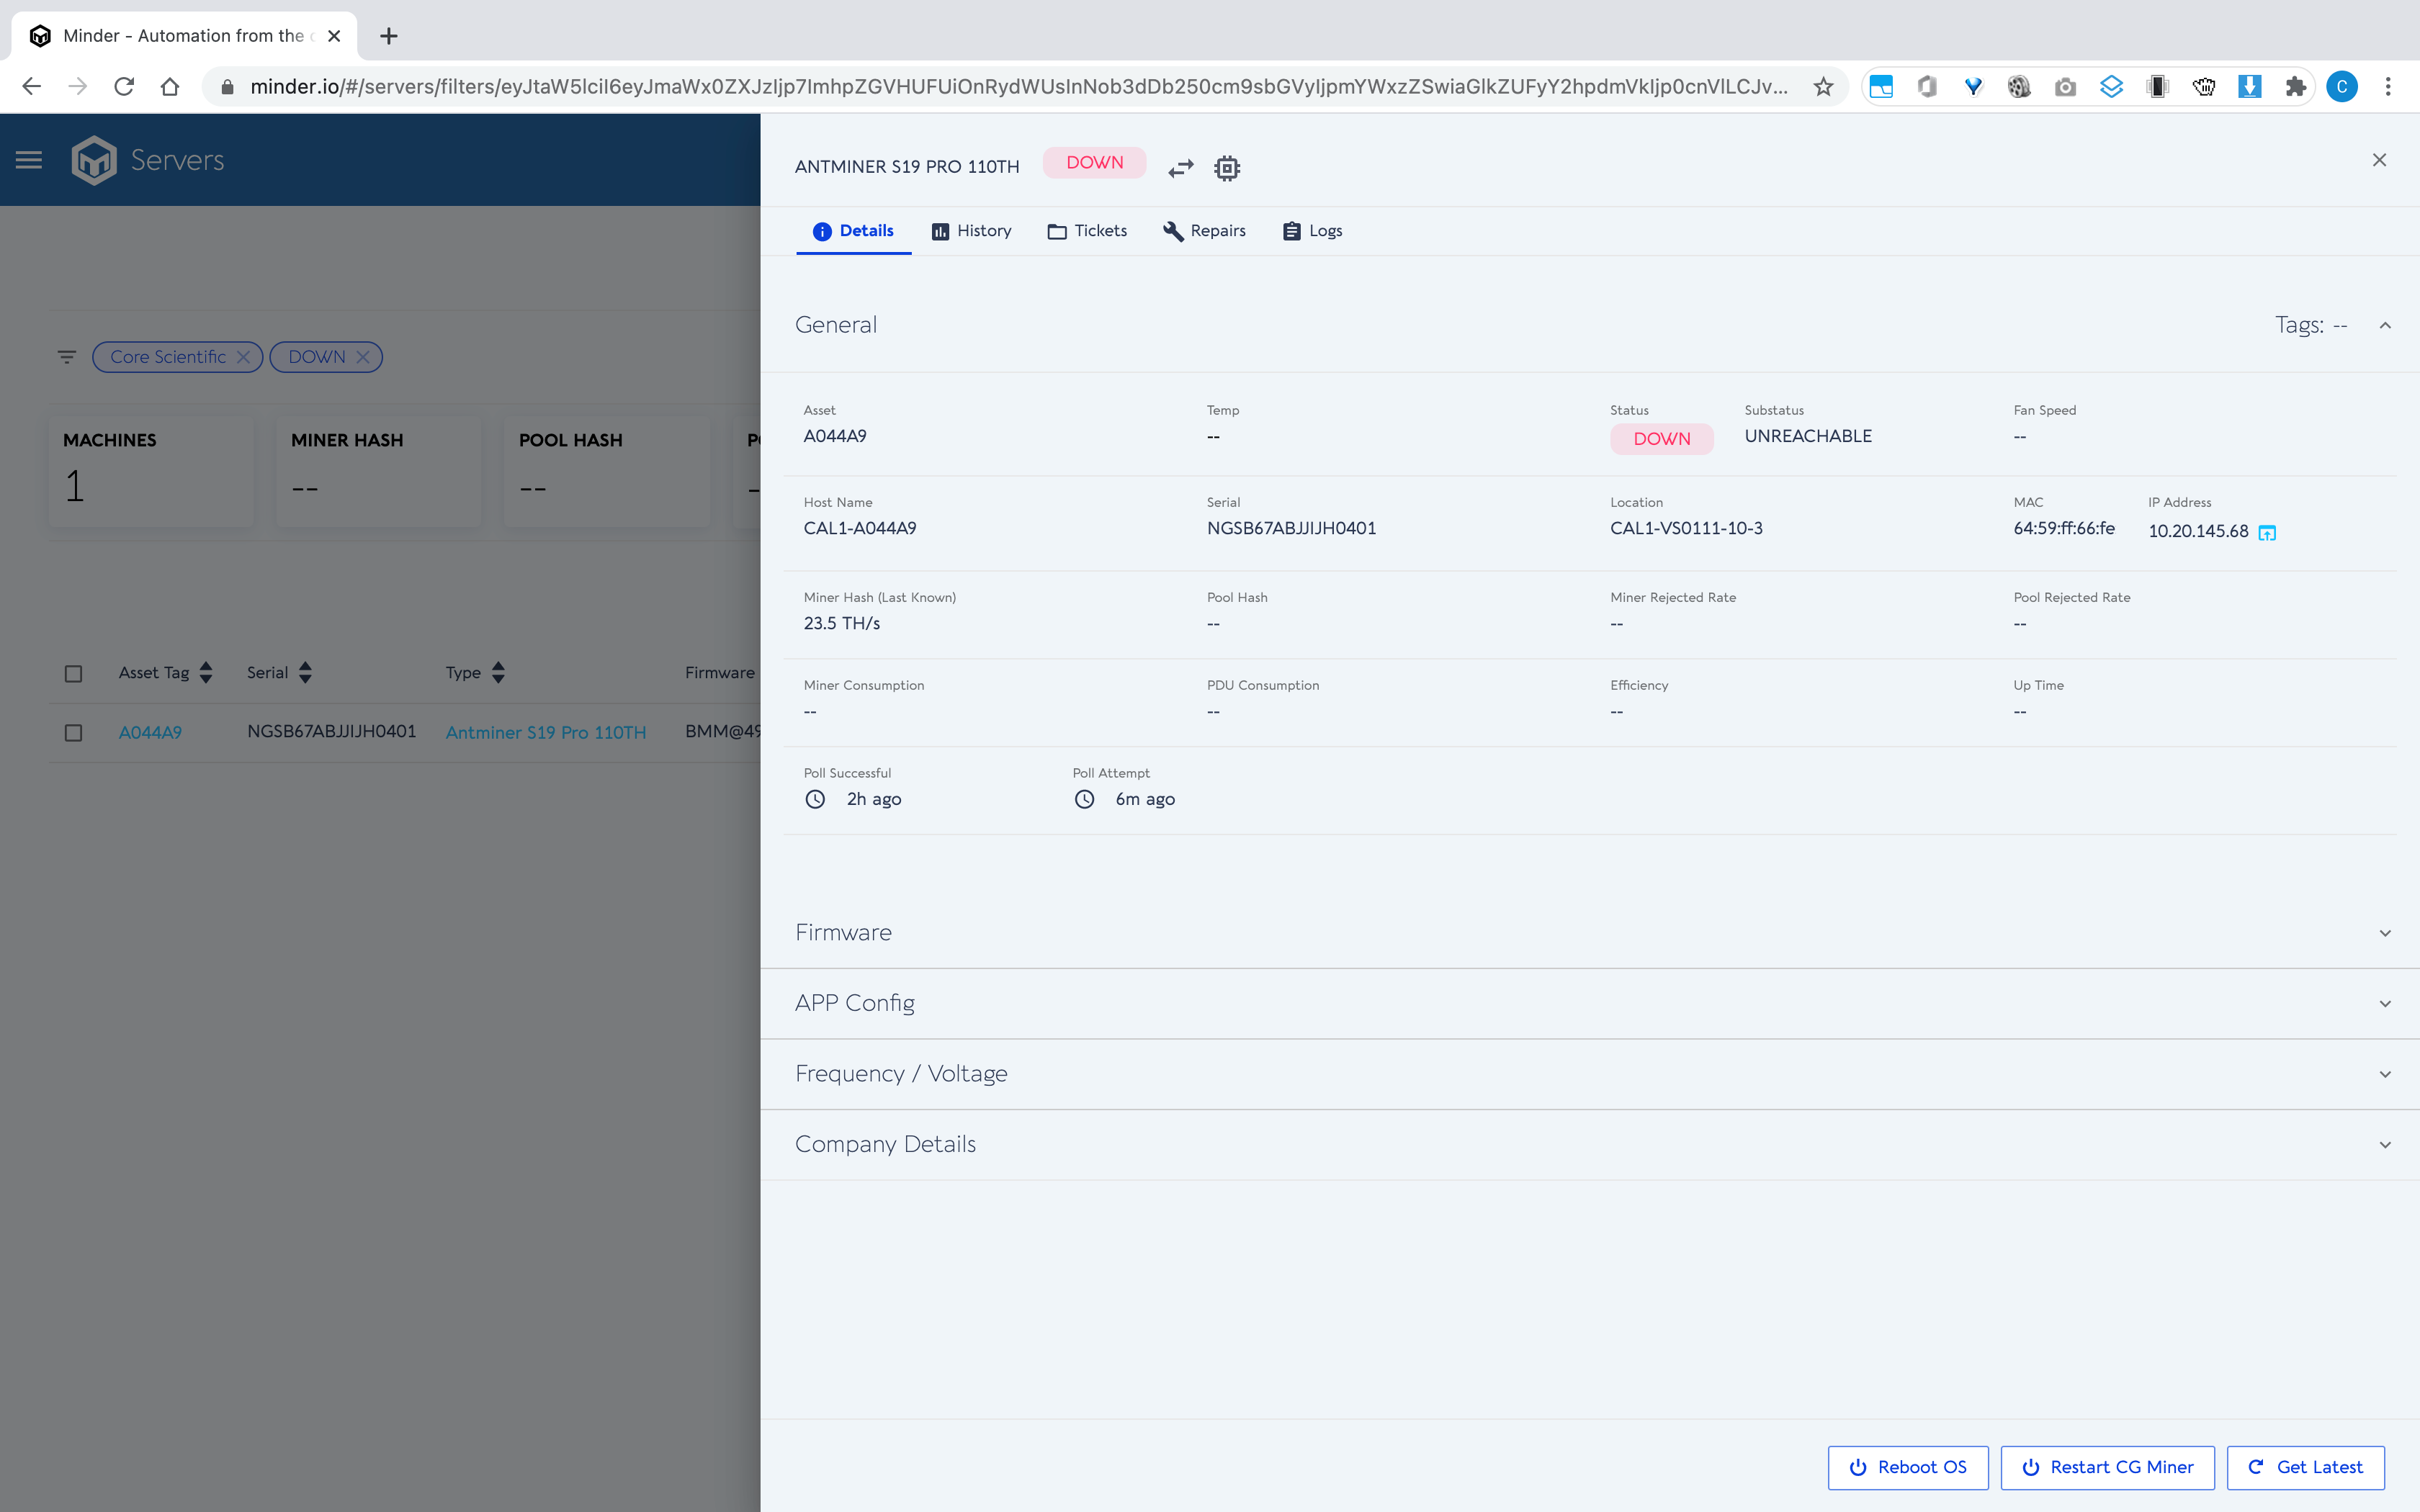 Minder - Automation from the
minder.io/#/servers/filters/eyJtaW5lciI6eyJmaWx0ZXJzIjp7ImhpZGVHUFUiOnRydWUsInNob3dDb250cm9sbGVyIjpmYWxzZSwiaGlkZUFyY2hpdmVkIjp0cnVlLCJv...
C
Servers
Core Scientific
DOWN
MACHINES
1
MINER HASH
--
POOL HASH
--
Asset Tag
Serial
Type
Firmware
A044A9
NGSB67ABJJIJH0401
Antminer S19 Pro 110TH
BMM@49
ANTMINER S19 PRO 110TH
DOWN
Details
History
Tickets
Repairs
Logs
General
Tags: --
Asset
A044A9
Temp
--
Status
DOWN
Substatus
UNREACHABLE
Fan Speed
--
Host Name
CAL1-A044A9
Serial
NGSB67ABJJIJH0401
Location
CAL1-VS0111-10-3
MAC
64:59:ff:66:fe
IP Address
10.20.145.68
Miner Hash (Last Known)
23.5 TH/s
Pool Hash
--
Miner Rejected Rate
--
Pool Rejected Rate
--
Miner Consumption
--
PDU Consumption
--
Efficiency
--
Up Time
--
Poll Successful
2h ago
Poll Attempt
6m ago
Firmware
APP Config
Frequency / Voltage
Company Details
Reboot OS
Restart CG Miner
Get Latest